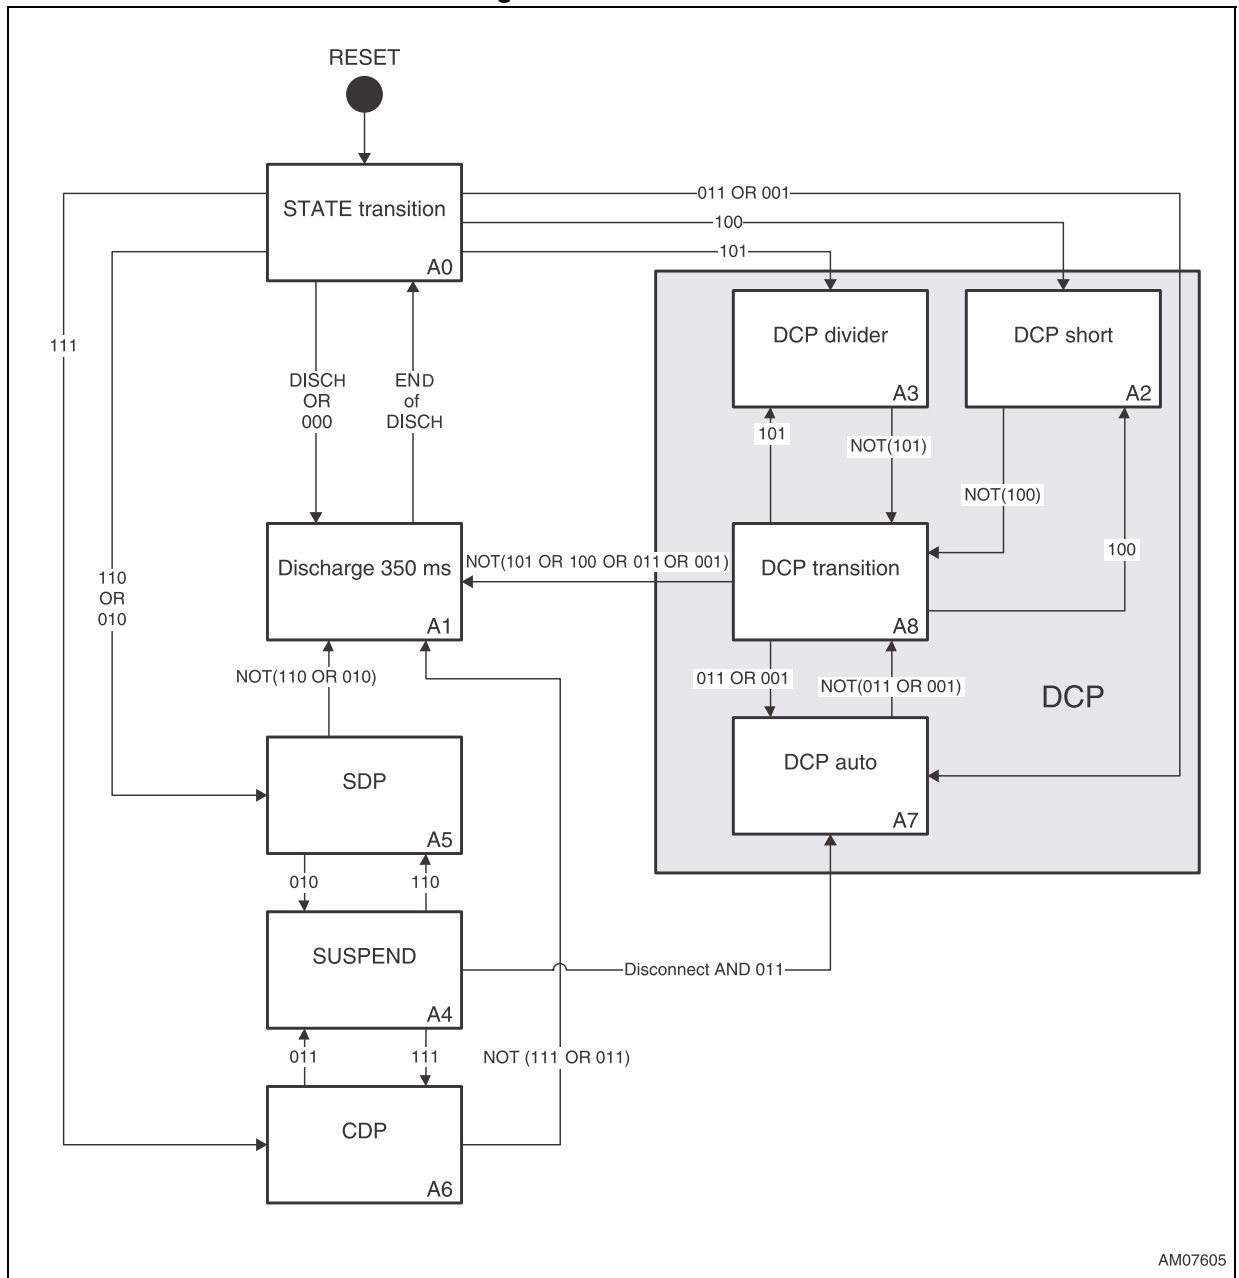 RESET
STATE transition
A0
011 OR 001
100
101
111
DISCH
OR
000
END
of
DISCH
DCP divider
A3
DCP short
A2
101
NOT(101)
NOT(100)
100
110
OR
010
Discharge 350 ms
A1
NOT(101 OR 100 OR 011 OR 001)
DCP transition
A8
NOT(110 OR 010)
011 OR 001
NOT(011 OR 001)
DCP
SDP
A5
DCP auto
A7
010
110
SUSPEND
A4
Disconnect AND 011
011
111
NOT (111 OR 011)
CDP
A6
AM07605